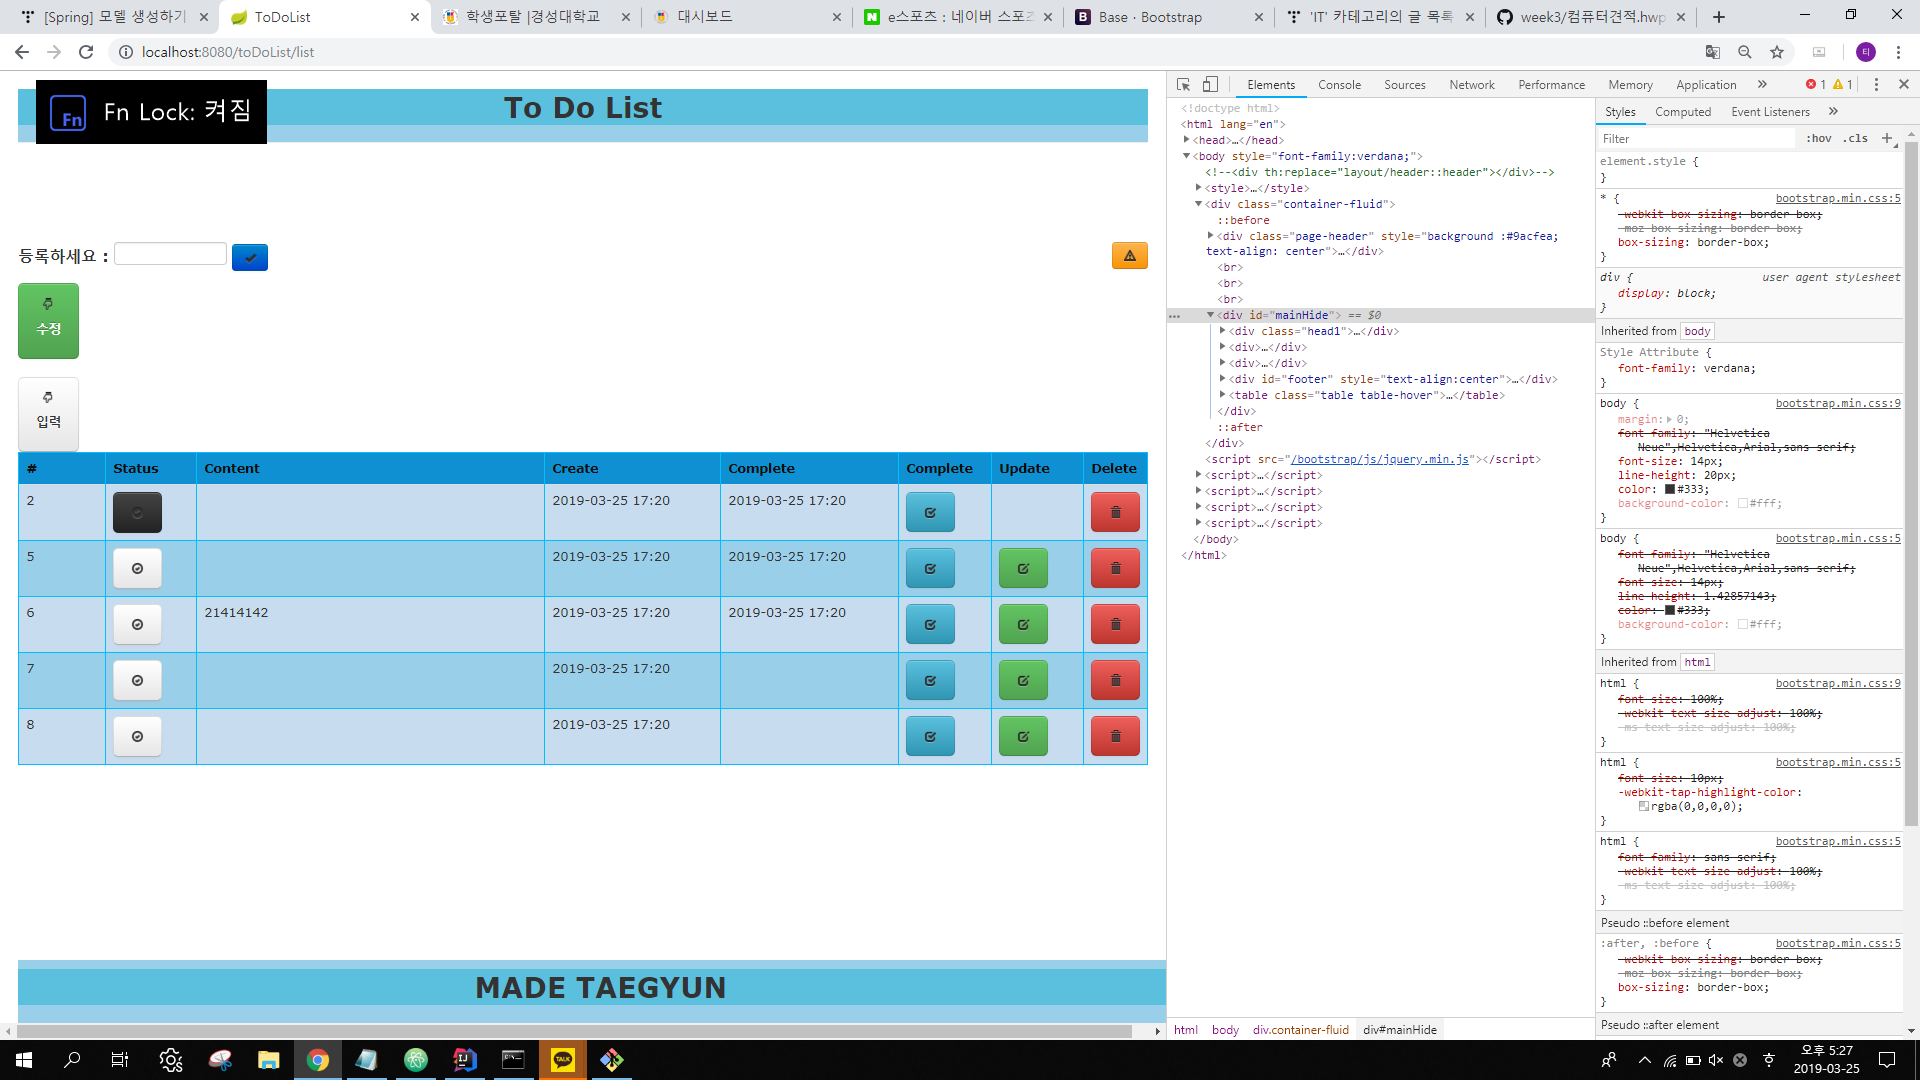 [Spring] 모델 생성하기
ToDoList
학생포탈 |경성대학교
대시보드
e스포츠 : 네이버 스포츠
Base · Bootstrap
'IT' 카테고리의 글 목록
week3/컴퓨터견적.hwp
localhost:8080/toDoList/list
티
Fn Fn Lock: 켜짐
To Do List
등록하세요 :
수정
입력
# Status Content Create Complete Complete Update Delete
2 2019-03-25 17:20 2019-03-25 17:20
5 2019-03-25 17:20 2019-03-25 17:20
6 21414142 2019-03-25 17:20 2019-03-25 17:20
7 2019-03-25 17:20
8 2019-03-25 17:20
MADE TAEGYUN
Elements Console Sources Network Performance Memory Application » 1 1
<!doctype html>
<html lang="en">
<head>…</head>
<body style="font-family:verdana;">
<!--<div th:replace="layout/header::header"></div>-->
<style>…</style>
<div class="container-fluid">
::before
<div class="page-header" style="background :#9acfea;
text-align: center">…</div>
<br>
<br>
<br>
<div id="mainHide"> == $0
<div class="head1">…</div>
<div>…</div>
<div>…</div>
<div id="footer" style="text-align:center">…</div>
<table class="table table-hover">…</table>
</div>
::after
</div>
<script src="/bootstrap/js/jquery.min.js"></script>
<script>…</script>
<script>…</script>
<script>…</script>
<script>…</script>
</body>
</html>
html body div.container-fluid div#mainHide
Styles Computed Event Listeners »
Filter :hov .cls +
element.style {
}
* { bootstrap.min.css:5
-webkit-box-sizing: border-box;
-moz-box-sizing: border-box;
box-sizing: border-box;
}
div { user agent stylesheet
display: block;
}
Inherited from body
Style Attribute {
font-family: verdana;
}
body { bootstrap.min.css:9
margin: 0;
font-family: "Helvetica
Neue",Helvetica,Arial,sans-serif;
font-size: 14px;
line-height: 20px;
color: #333;
background-color: #fff;
}
body { bootstrap.min.css:5
font-family: "Helvetica
Neue",Helvetica,Arial,sans-serif;
font-size: 14px;
line-height: 1.42857143;
color: #333;
background-color: #fff;
}
Inherited from html
html { bootstrap.min.css:9
font-size: 100%;
-webkit-text-size-adjust: 100%;
-ms-text-size-adjust: 100%;
}
html { bootstrap.min.css:5
font-size: 10px;
-webkit-tap-highlight-color:
rgba(0,0,0,0);
}
html { bootstrap.min.css:5
font-family: sans-serif;
-webkit-text-size-adjust: 100%;
-ms-text-size-adjust: 100%;
}
Pseudo ::before element
:after, :before { bootstrap.min.css:5
-webkit-box-sizing: border-box;
-moz-box-sizing: border-box;
box-sizing: border-box;
}
Pseudo ::after element
TALK
오후 5:27
2019-03-25